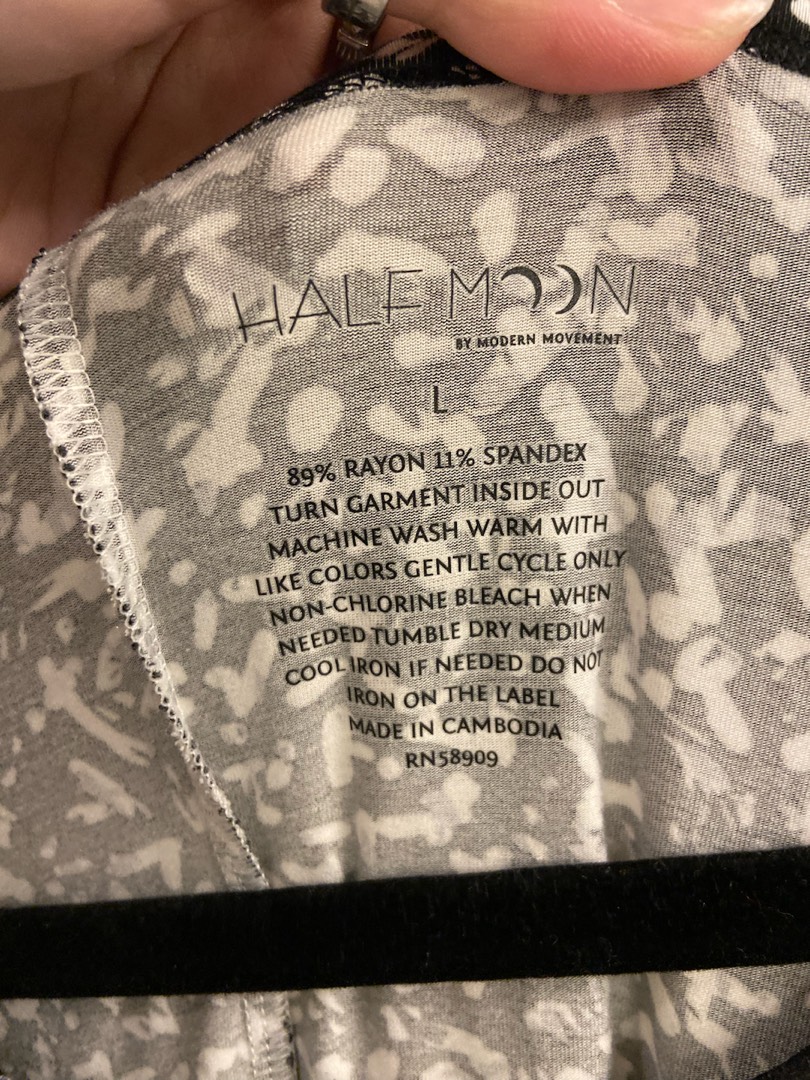 HALF MOON
BY MODERN MOVEMENT
L
89% RAYON 11% SPANDEX
TURN GARMENT INSIDE OUT
MACHINE WASH WARM WITH
LIKE COLORS GENTLE CYCLE ONLY
NON-CHLORINE BLEACH WHEN
NEEDED TUMBLE DRY MEDIUM
COOL IRON IF NEEDED DO NOT
IRON ON THE LABEL
MADE IN CAMBODIA
RN58909